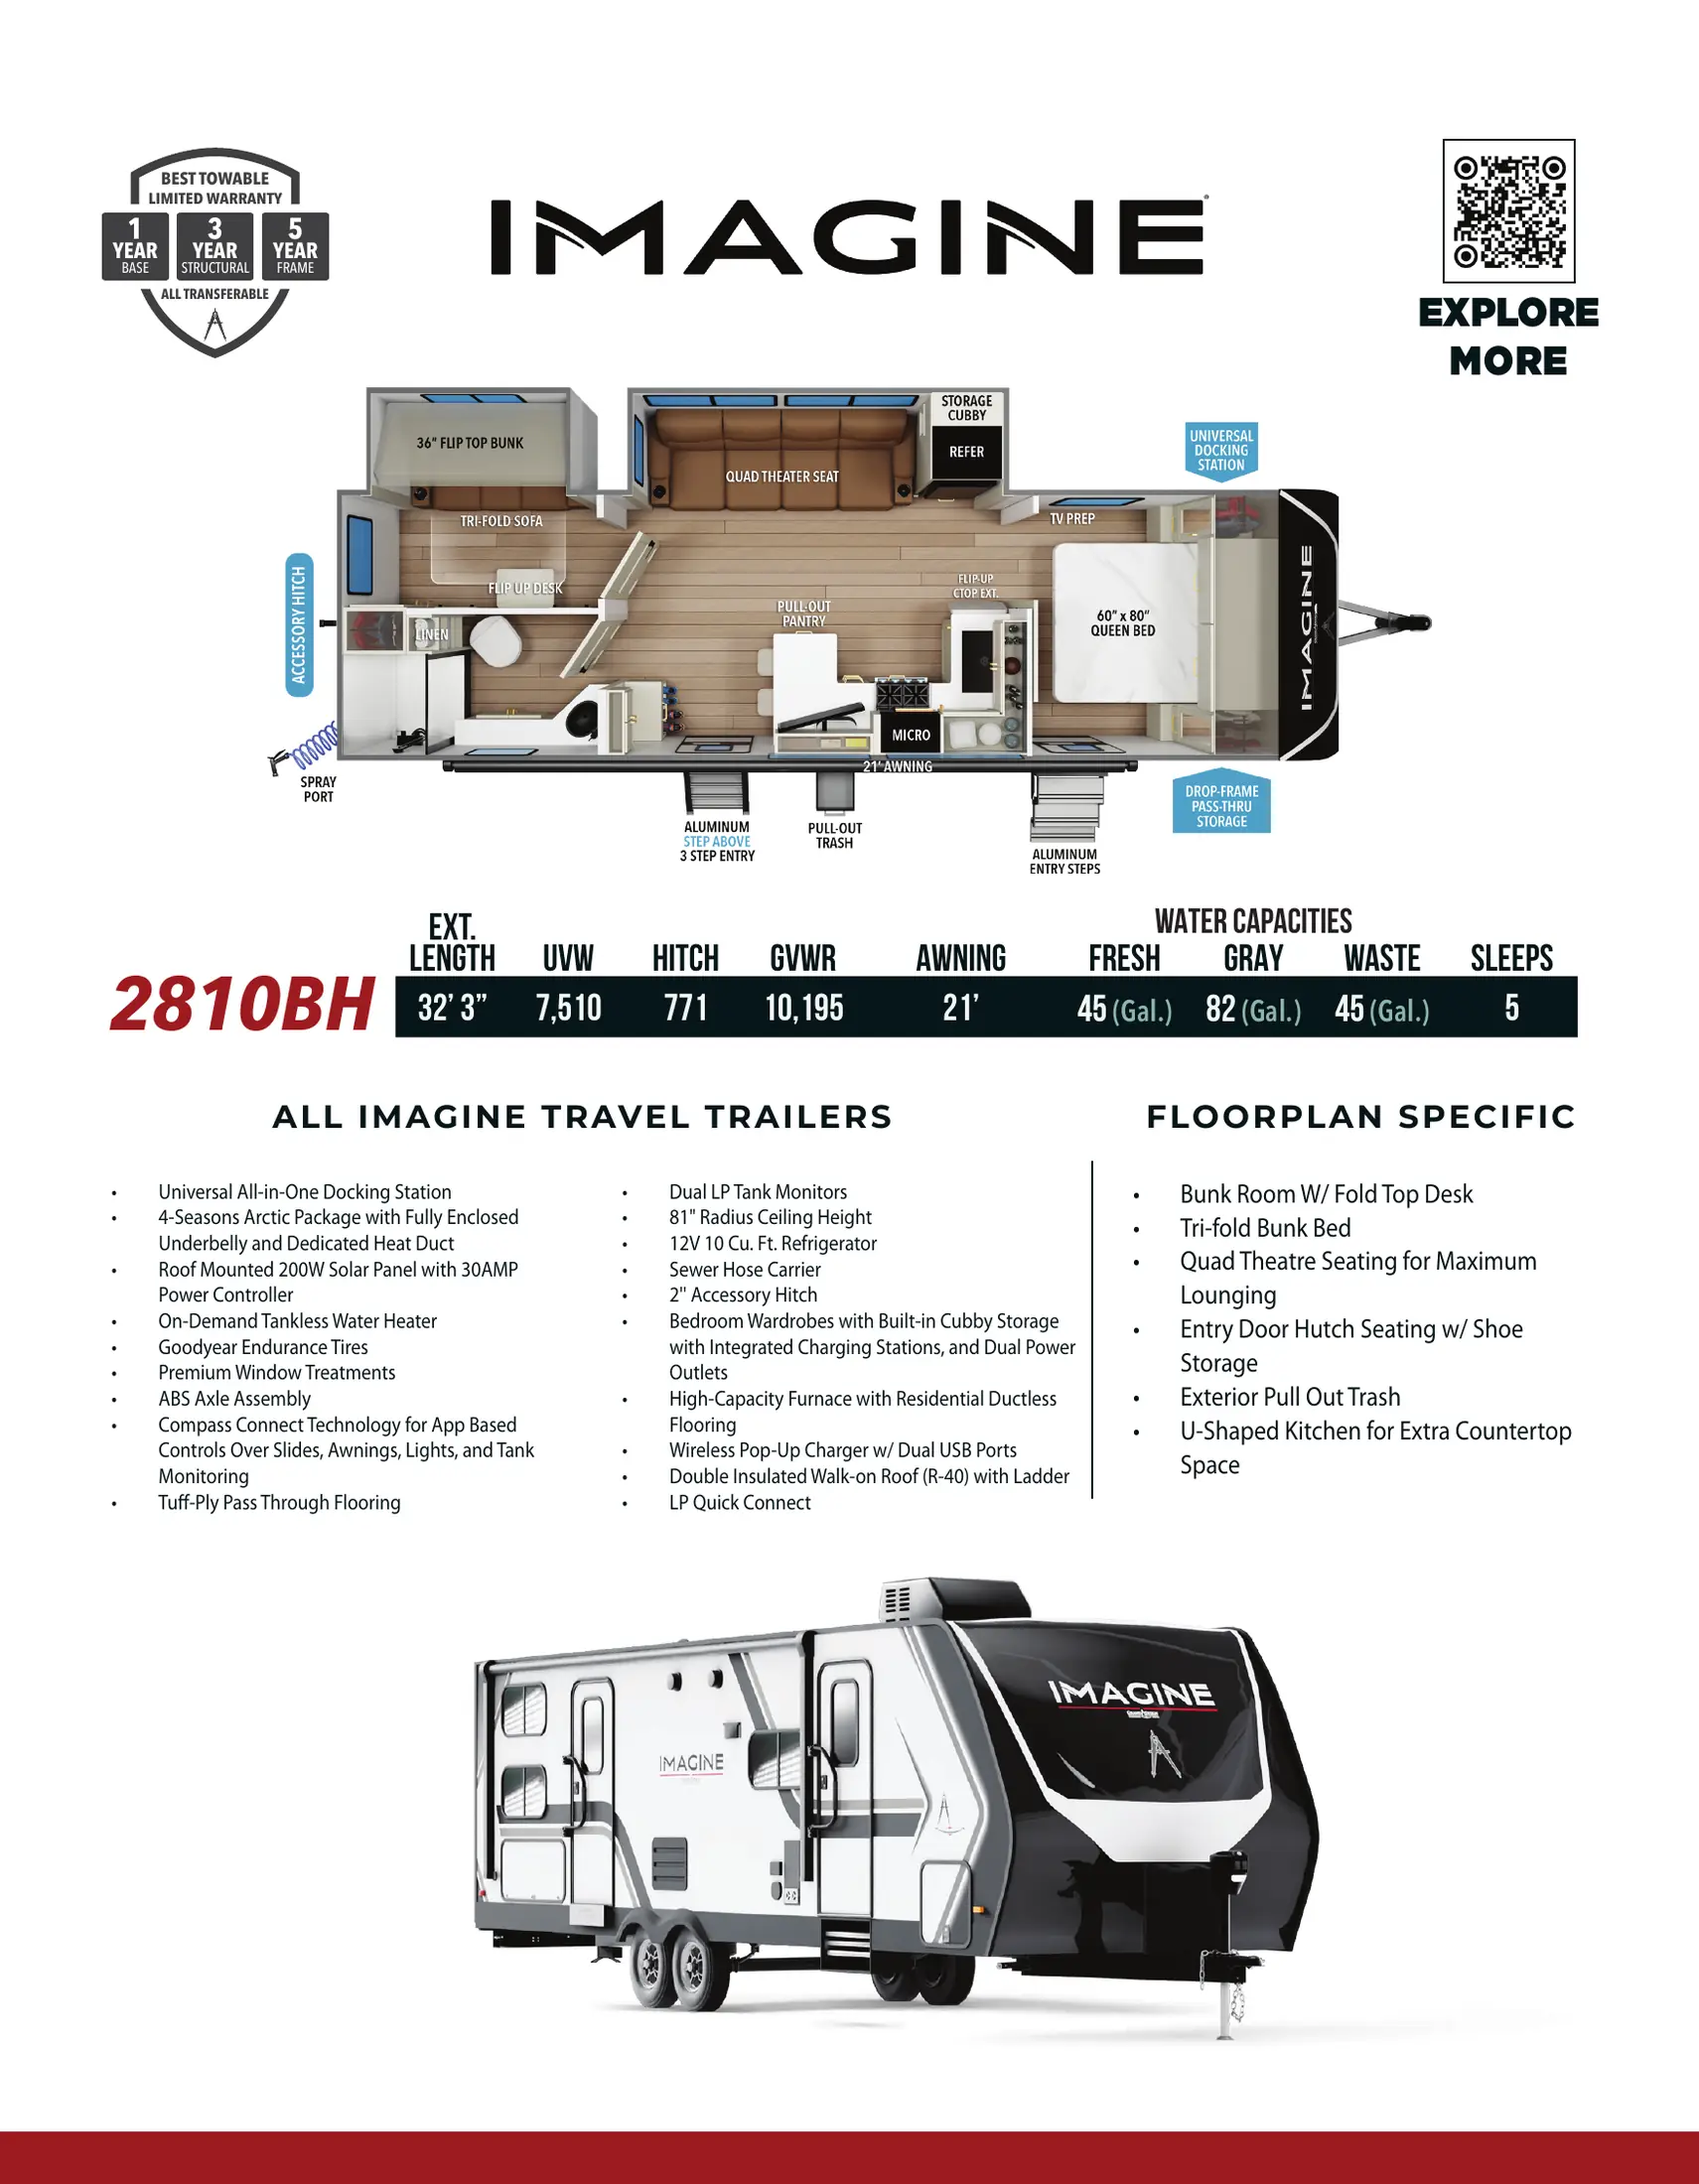 BEST TOWABLE
LIMITED WARRANTY
1 YEAR BASE
3 YEAR STRUCTURAL
5 YEAR FRAME
ALL TRANSFERABLE
IMAGINE
EXPLORE
MORE
36" FLIP TOP BUNK
TRI-FOLD SOFA
FLIP UP DESK
LINEN
ACCESSORY HITCH
SPRAY
PORT
QUAD THEATER SEAT
STORAGE
CUBBY
REFER
UNIVERSAL
DOCKING
STATION
TV PREP
FLIP-UP
CTOP EXT.
PULL-OUT
PANTRY
60" x 80"
QUEEN BED
IMAGINE
MICRO
21' AWNING
DROP-FRAME
PASS-THRU
STORAGE
ALUMINUM
STEP ABOVE
3 STEP ENTRY
PULL-OUT
TRASH
ALUMINUM
ENTRY STEPS
WATER CAPACITIES
EXT.
LENGTH UVW HITCH GVWR AWNING FRESH GRAY WASTE SLEEPS
2810BH 32' 3" 7,510 771 10,195 21' 45 (Gal.) 82 (Gal.) 45 (Gal.) 5
ALL IMAGINE TRAVEL TRAILERS
• Universal All-in-One Docking Station
• 4-Seasons Arctic Package with Fully Enclosed
Underbelly and Dedicated Heat Duct
• Roof Mounted 200W Solar Panel with 30AMP
Power Controller
• On-Demand Tankless Water Heater
• Goodyear Endurance Tires
• Premium Window Treatments
• ABS Axle Assembly
• Compass Connect Technology for App Based
Controls Over Slides, Awnings, Lights, and Tank
Monitoring
• Tuff-Ply Pass Through Flooring
• Dual LP Tank Monitors
• 81" Radius Ceiling Height
• 12V 10 Cu. Ft. Refrigerator
• Sewer Hose Carrier
• 2" Accessory Hitch
• Bedroom Wardrobes with Built-in Cubby Storage
with Integrated Charging Stations, and Dual Power
Outlets
• High-Capacity Furnace with Residential Ductless
Flooring
• Wireless Pop-Up Charger w/ Dual USB Ports
• Double Insulated Walk-on Roof (R-40) with Ladder
• LP Quick Connect
FLOORPLAN SPECIFIC
• Bunk Room W/ Fold Top Desk
• Tri-fold Bunk Bed
• Quad Theatre Seating for Maximum
Lounging
• Entry Door Hutch Seating w/ Shoe
Storage
• Exterior Pull Out Trash
• U-Shaped Kitchen for Extra Countertop
Space
IMAGINE
IMAGINE